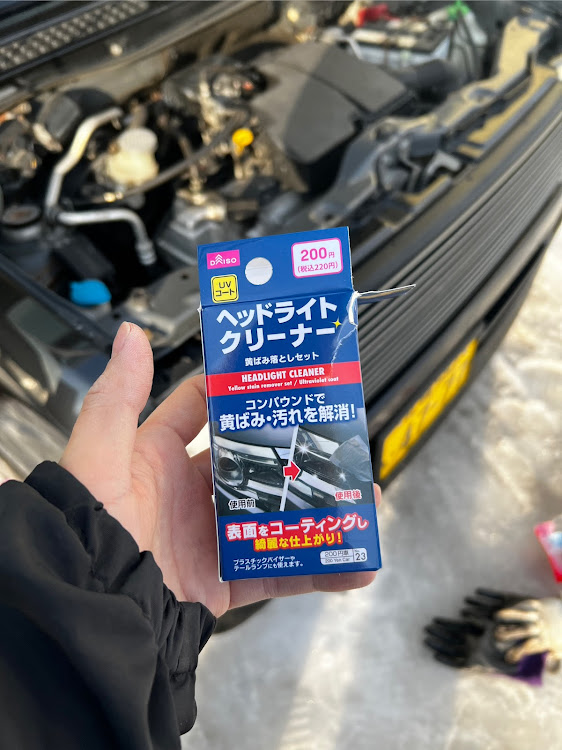 DAISO
200円
(税込220円)
UV
コート
ヘッドライト
クリーナー
黄ばみ落としセット
HEADLIGHT CLEANER
Yellow stain remover set / Ultraviolet coat
コンパウンドで
黄ばみ・汚れを解消!
使用前
使用後
表面をコーティングし
綺麗な仕上がり!
プラスチックバイザーや
テールランプにも使えます。
200円車
200 Yen Car
No.
23